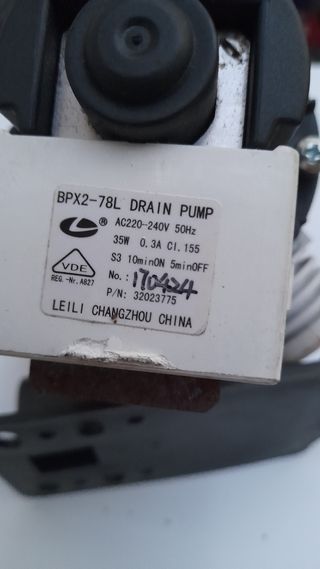 BPX2-78L DRAIN PUMP
® AC220-240V 50Hz
35W 0.3A Cl.155
S3 10minON 5minOFF
VDE
REG.-Nr.A827
No.: 170424
P/N: 32023775
LEILI CHANGZHOU CHINA